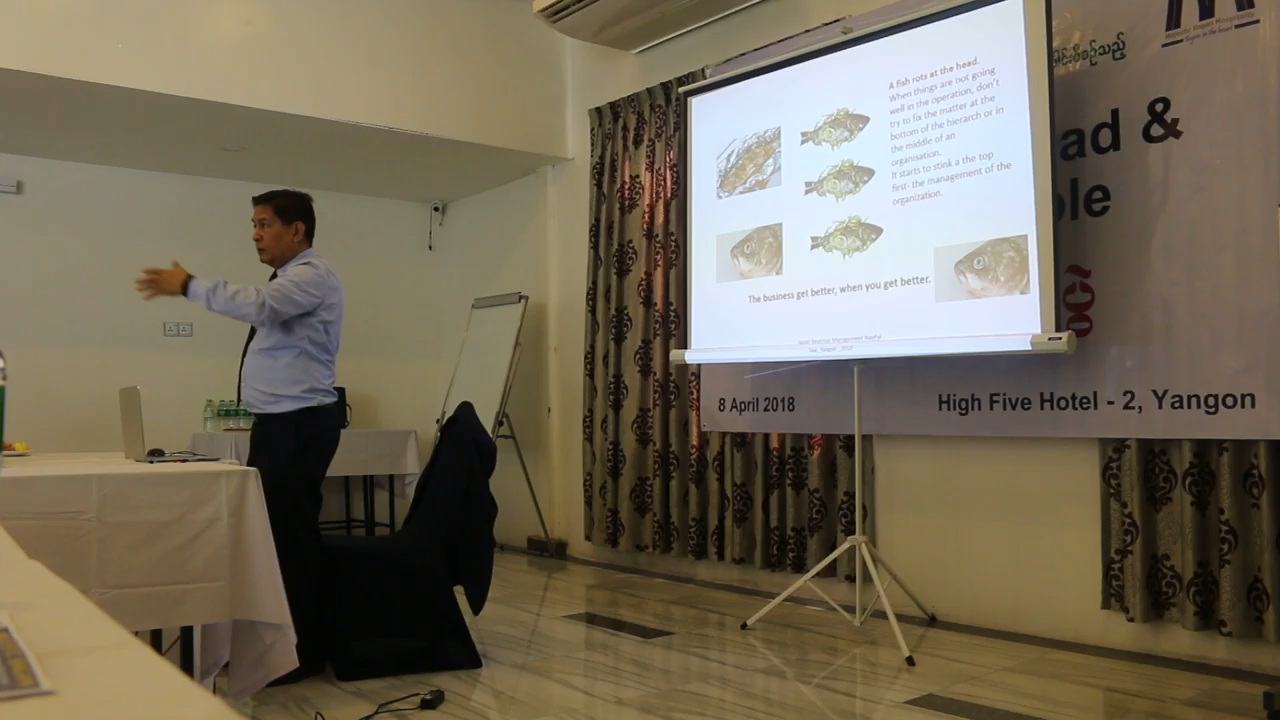 A fish rots at the head.
When things are not going
well in the operation, don't
try to fix the matter at the
bottom of the hierarch or in
the middle of an
organisation.
It starts to stink a the top
first- the management of the
organization.
The business get better, when you get better.
ad &
ple
8 April 2018
High Five Hotel - 2, Yangon